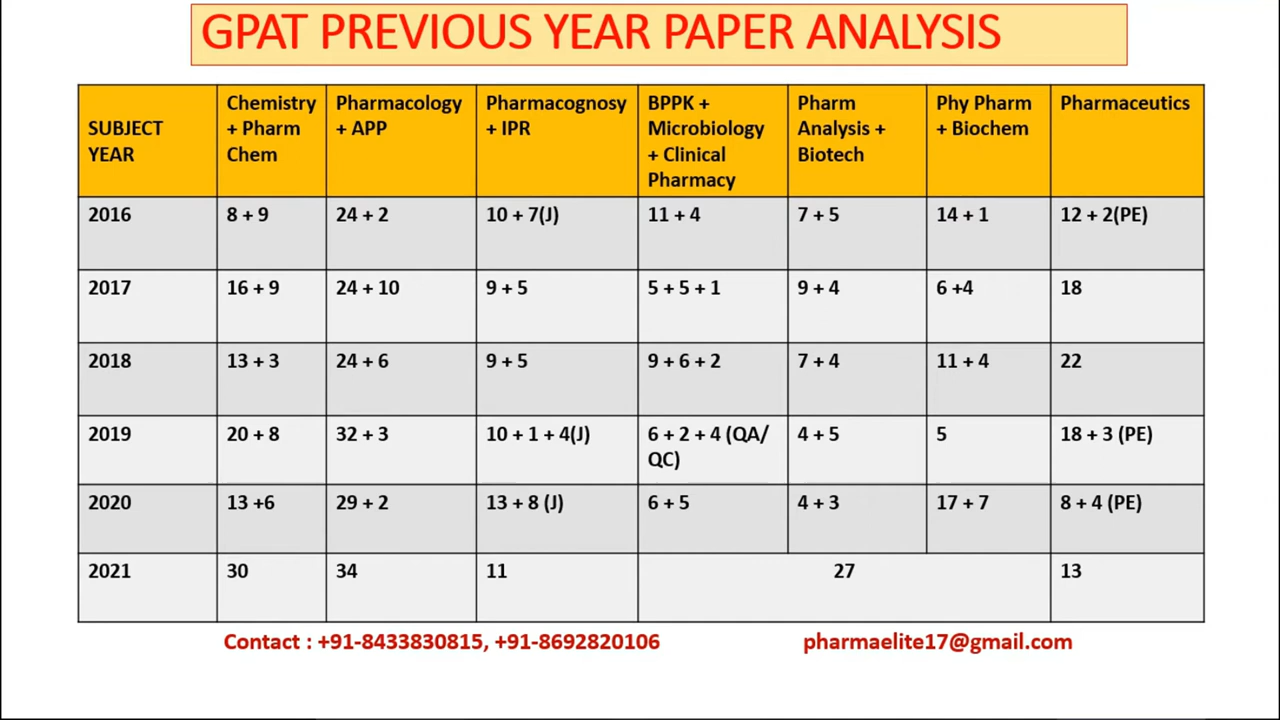 GPAT PREVIOUS YEAR PAPER ANALYSIS
SUBJECT
YEAR
Chemistry
+ Pharm
Chem
Pharmacology
+ APP
Pharmacognosy
+ IPR
BPPK +
Microbiology
+ Clinical
Pharmacy
Pharm
Analysis +
Biotech
Phy Pharm
+ Biochem
Pharmaceutics
2016 8 + 9 24 + 2 10 + 7(J) 11 + 4 7 + 5 14 + 1 12 + 2(PE)
2017 16 + 9 24 + 10 9 + 5 5 + 5 + 1 9 + 4 6 +4 18
2018 13 + 3 24 + 6 9 + 5 9 + 6 + 2 7 + 4 11 + 4 22
2019 20 + 8 32 + 3 10 + 1 + 4(J) 6 + 2 + 4 (QA/ 4 + 5 5 18 + 3 (PE)
QC)
2020 13 +6 29 + 2 13 + 8 (J) 6 + 5 4 + 3 17 + 7 8 + 4 (PE)
2021 30 34 11 27 13
Contact : +91-8433830815, +91-8692820106 pharmaelite17@gmail.com